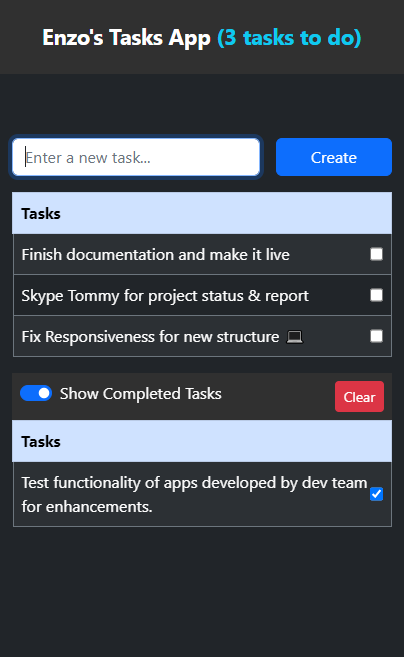 Enzo's Tasks App (3 tasks to do)
Enter a new task...
Create
Tasks
Finish documentation and make it live
Skype Tommy for project status & report
Fix Responsiveness for new structure 💻
Show Completed Tasks
Clear
Tasks
Test functionality of apps developed by dev team
for enhancements.